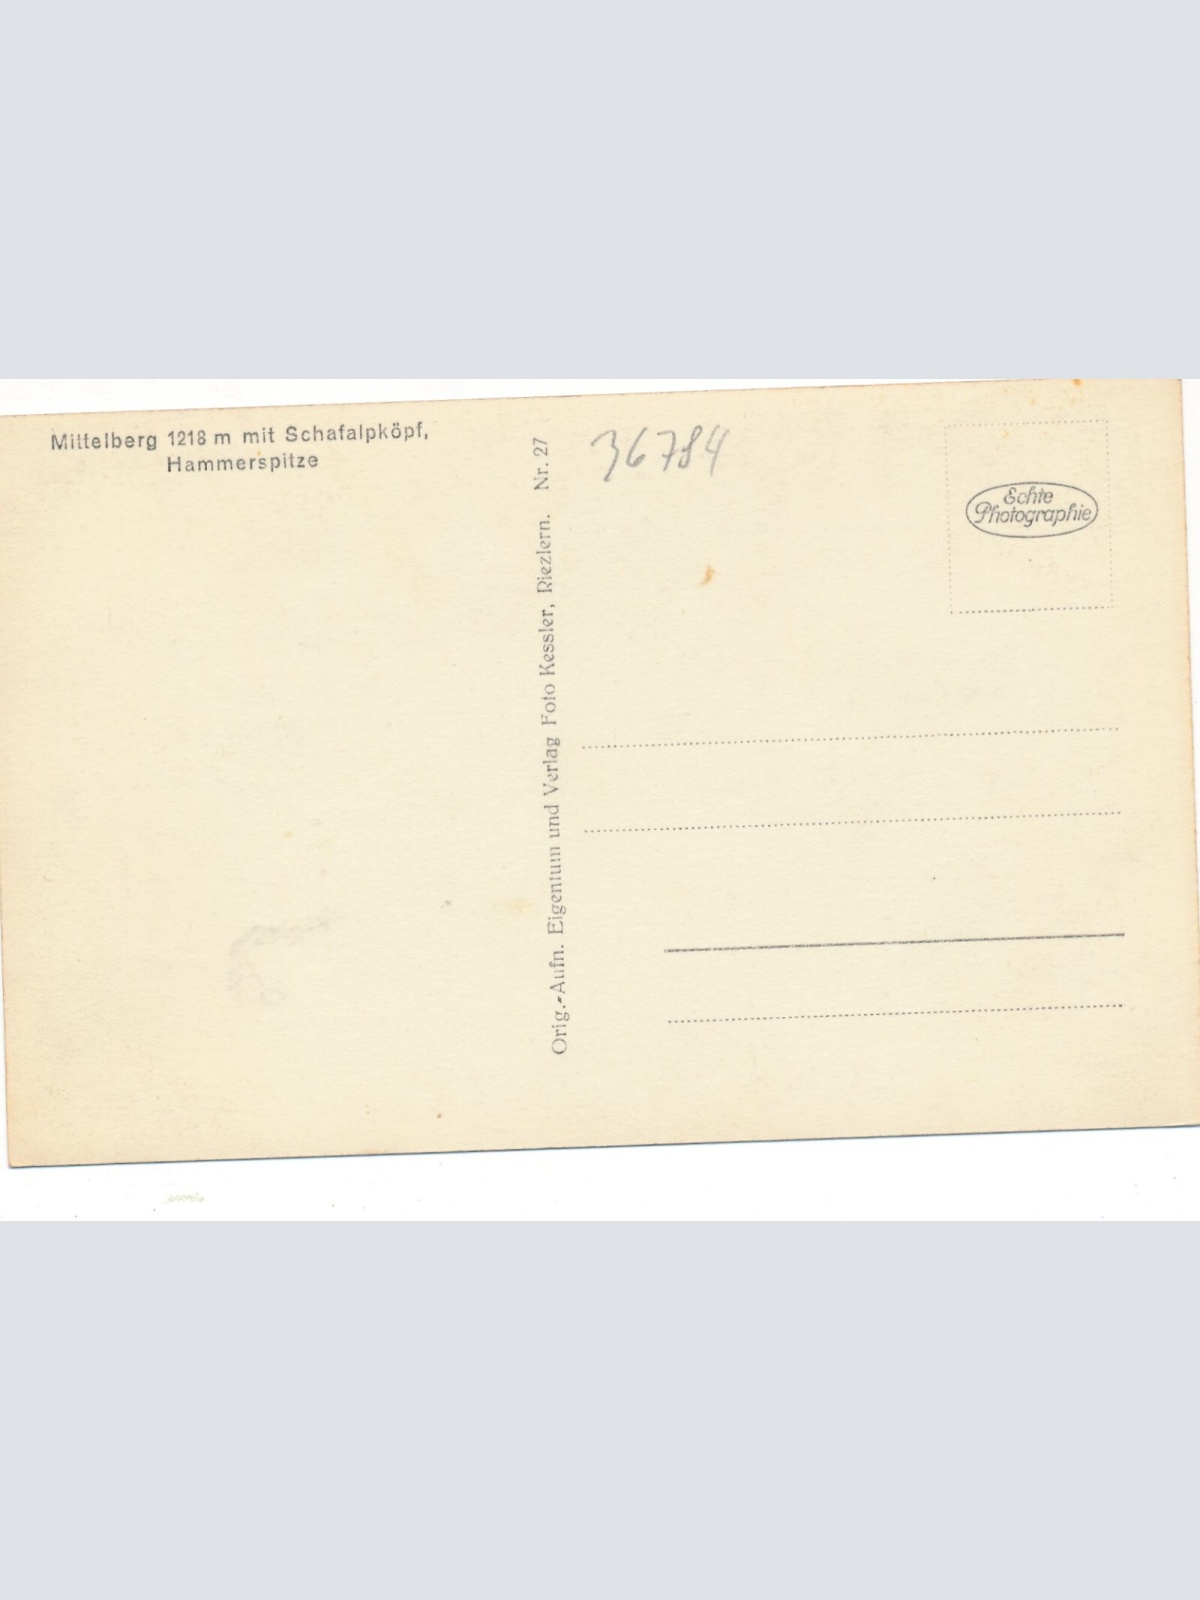 Mittelberg 1218 m mit Schafalpköpf,
Hammerspitze
Orig.-Aufn. Eigentum und Verlag Foto Kessler, Riezlern. Nr. 27
36784
Echte
Photographie